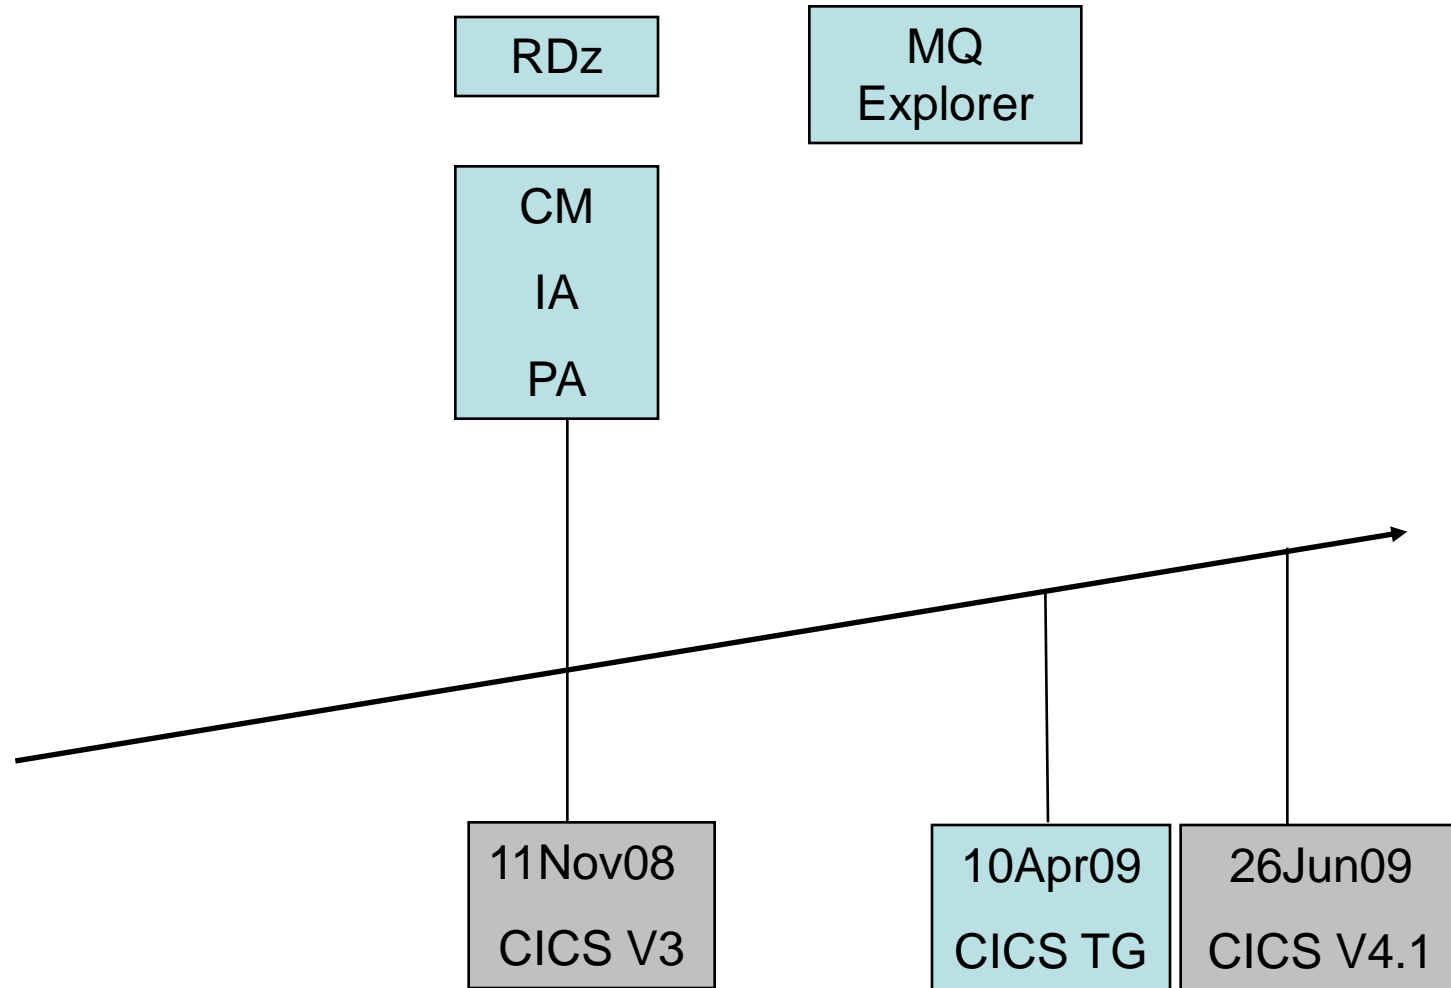 RDz
MQ
Explorer
CM
IA
PA
11Nov08
CICS V3
10Apr09
CICS TG
26Jun09
CICS V4.1